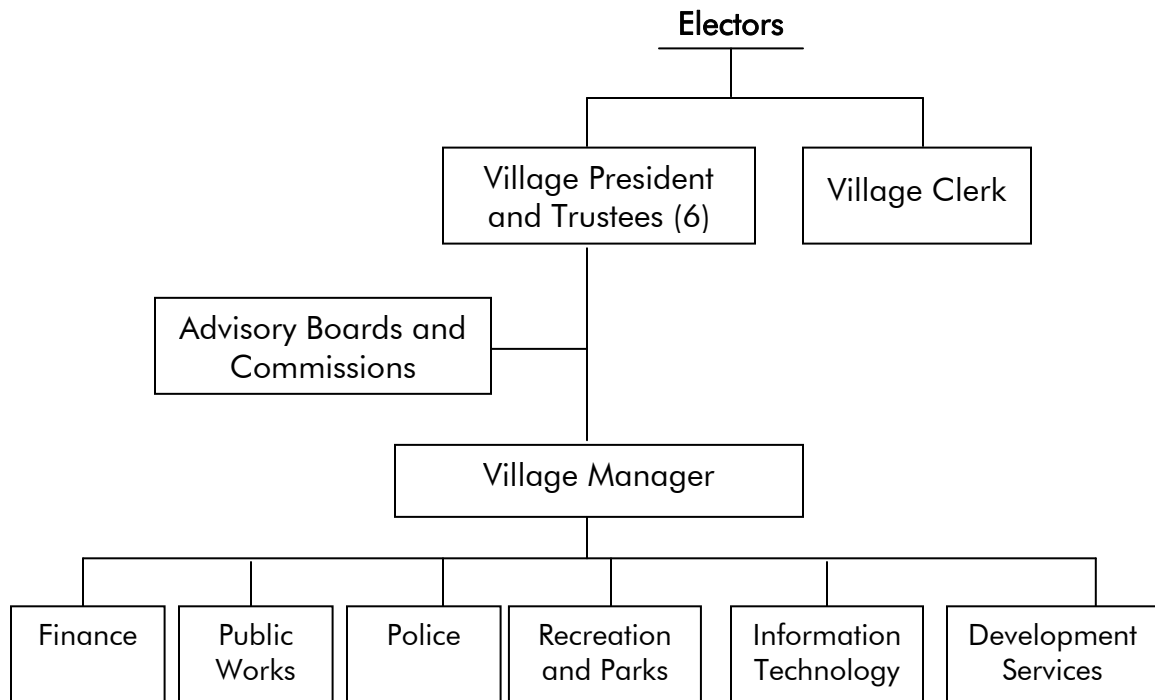 Electors
Village President
and Trustees (6)
Village Clerk
Advisory Boards and
Commissions
Village Manager
Finance
Public
Works
Police
Recreation
and Parks
Information
Technology
Development
Services